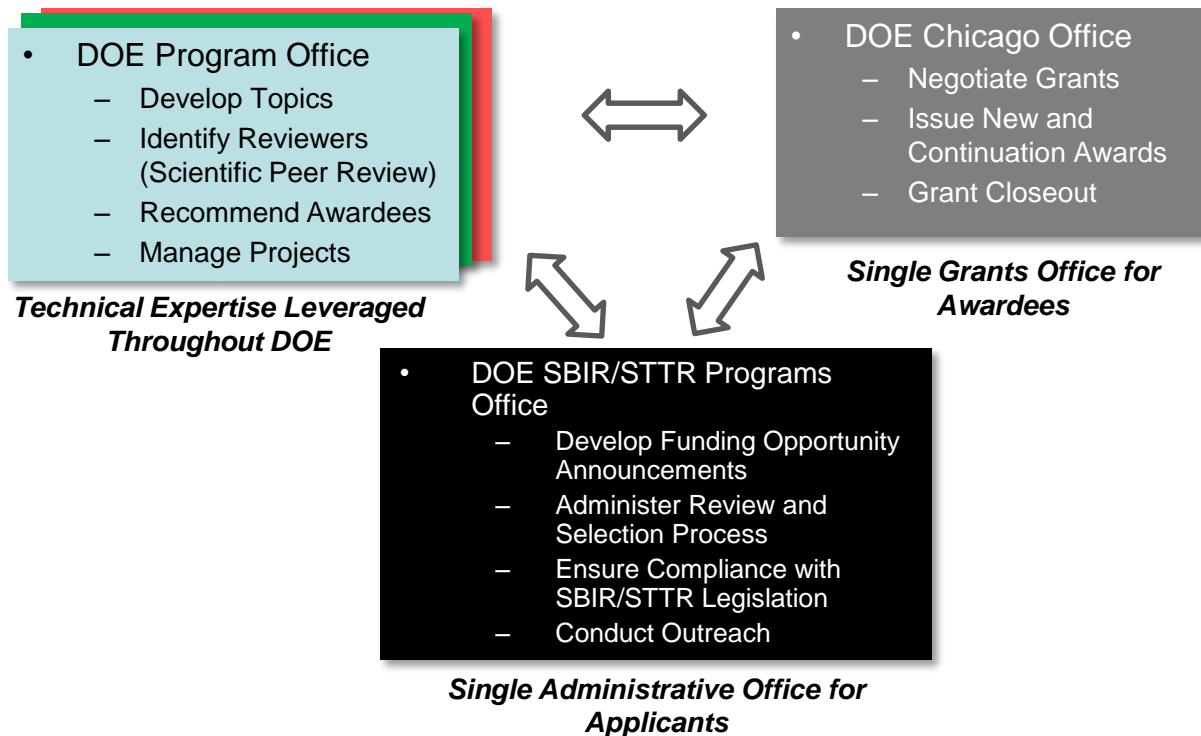 • DOE Program Office
– Develop Topics
– Identify Reviewers
(Scientific Peer Review)
– Recommend Awardees
– Manage Projects
Technical Expertise Leveraged
Throughout DOE
• DOE Chicago Office
– Negotiate Grants
– Issue New and
Continuation Awards
– Grant Closeout
Single Grants Office for
Awardees
• DOE SBIR/STTR Programs
Office
– Develop Funding Opportunity
Announcements
– Administer Review and
Selection Process
– Ensure Compliance with
SBIR/STTR Legislation
– Conduct Outreach
Single Administrative Office for
Applicants